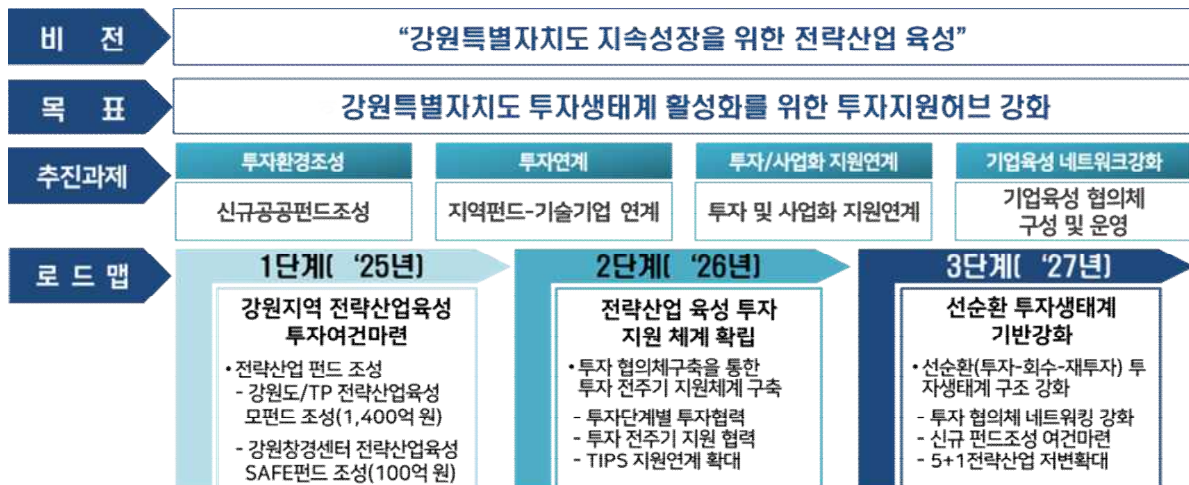 비 전
“강원특별자치도 지속성장을 위한 전략산업 육성”
목 표
강원특별자치도 투자생태계 활성화를 위한 투자지원허브 강화
추진과제
투자환경조성
신규공공펀드조성
투자연계
지역펀드-기술기업 연계
투자/사업화 지원연계
투자 및 사업화 지원연계
기업육성 네트워크강화
기업육성 협의체
구성 및 운영
로 드 맵
1단계( ‘25년)
강원지역 전략산업육성
투자여건마련
•전략산업 펀드 조성
- 강원도/TP 전략산업육성
모펀드 조성(1,400억 원)
- 강원창경센터 전략산업육성
SAFE펀드 조성(100억 원)
2단계( ‘26년)
전략산업 육성 투자
지원 체계 확립
•투자 협의체구축을 통한
투자 전주기 지원체계 구축
- 투자단계별 투자협력
- 투자 전주기 지원 협력
- TIPS 지원연계 확대
3단계( ‘27년)
선순환 투자생태계
기반강화
•선순환(투자-회수-재투자) 투
자생태계 구조 강화
- 투자 협의체 네트워킹 강화
- 신규 펀드조성 여건마련
- 5+1전략산업 저변확대